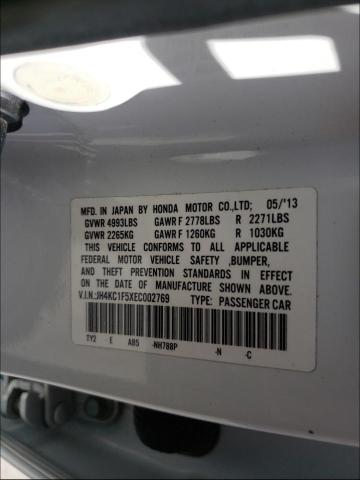 MFD. IN JAPAN BY HONDA MOTOR CO.,LTD; 05/'13
GVWR 4993LBS GAWR F 2778LBS R 2271LBS
GVWR 2265KG GAWR F 1260KG R 1030KG
THIS VEHICLE CONFORMS TO ALL APPLICABLE
FEDERAL MOTOR VEHICLE SAFETY ,BUMPER,
AND THEFT PREVENTION STANDARDS IN EFFECT
ON THE DATE OF MANUFACTURE SHOWN ABOVE.
V.I.N.:JH4KC1F5XEC002769 TYPE: PASSENGER CAR
TY2 -E AB5 -NH788P -N -C